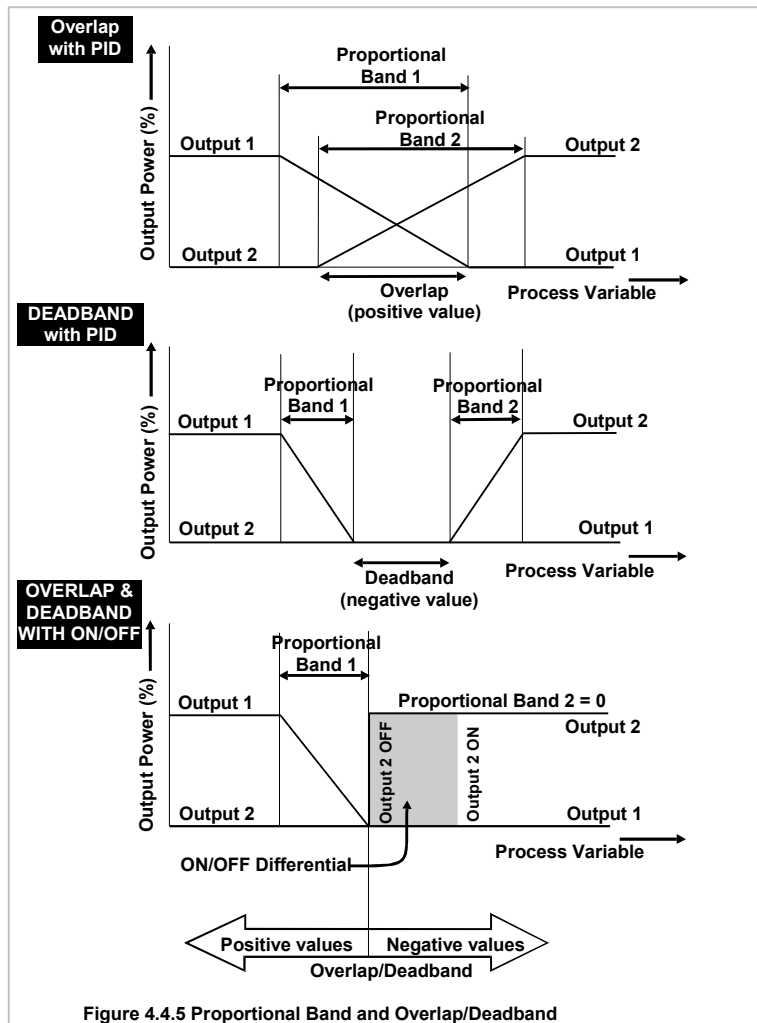 Overlap
with PID
Output Power (%)
Proportional
Band 1
Proportional
Band 2
Output 1
Output 2
Output 2
Output 1
Overlap
(positive value)
Process Variable
DEADBAND
with PID
Output Power (%)
Proportional
Band 1
Proportional
Band 2
Output 1
Output 2
Output 2
Output 1
Deadband
(negative value)
Process Variable
OVERLAP &
DEADBAND
WITH ON/OFF
Output Power (%)
Proportional
Band 1
Output 1
Proportional Band 2 = 0
Output 2
Output 2 OFF
Output 2 ON
Output 2
Output 1
Process Variable
ON/OFF Differential
Positive values
Negative values
Overlap/Deadband
Figure 4.4.5 Proportional Band and Overlap/Deadband